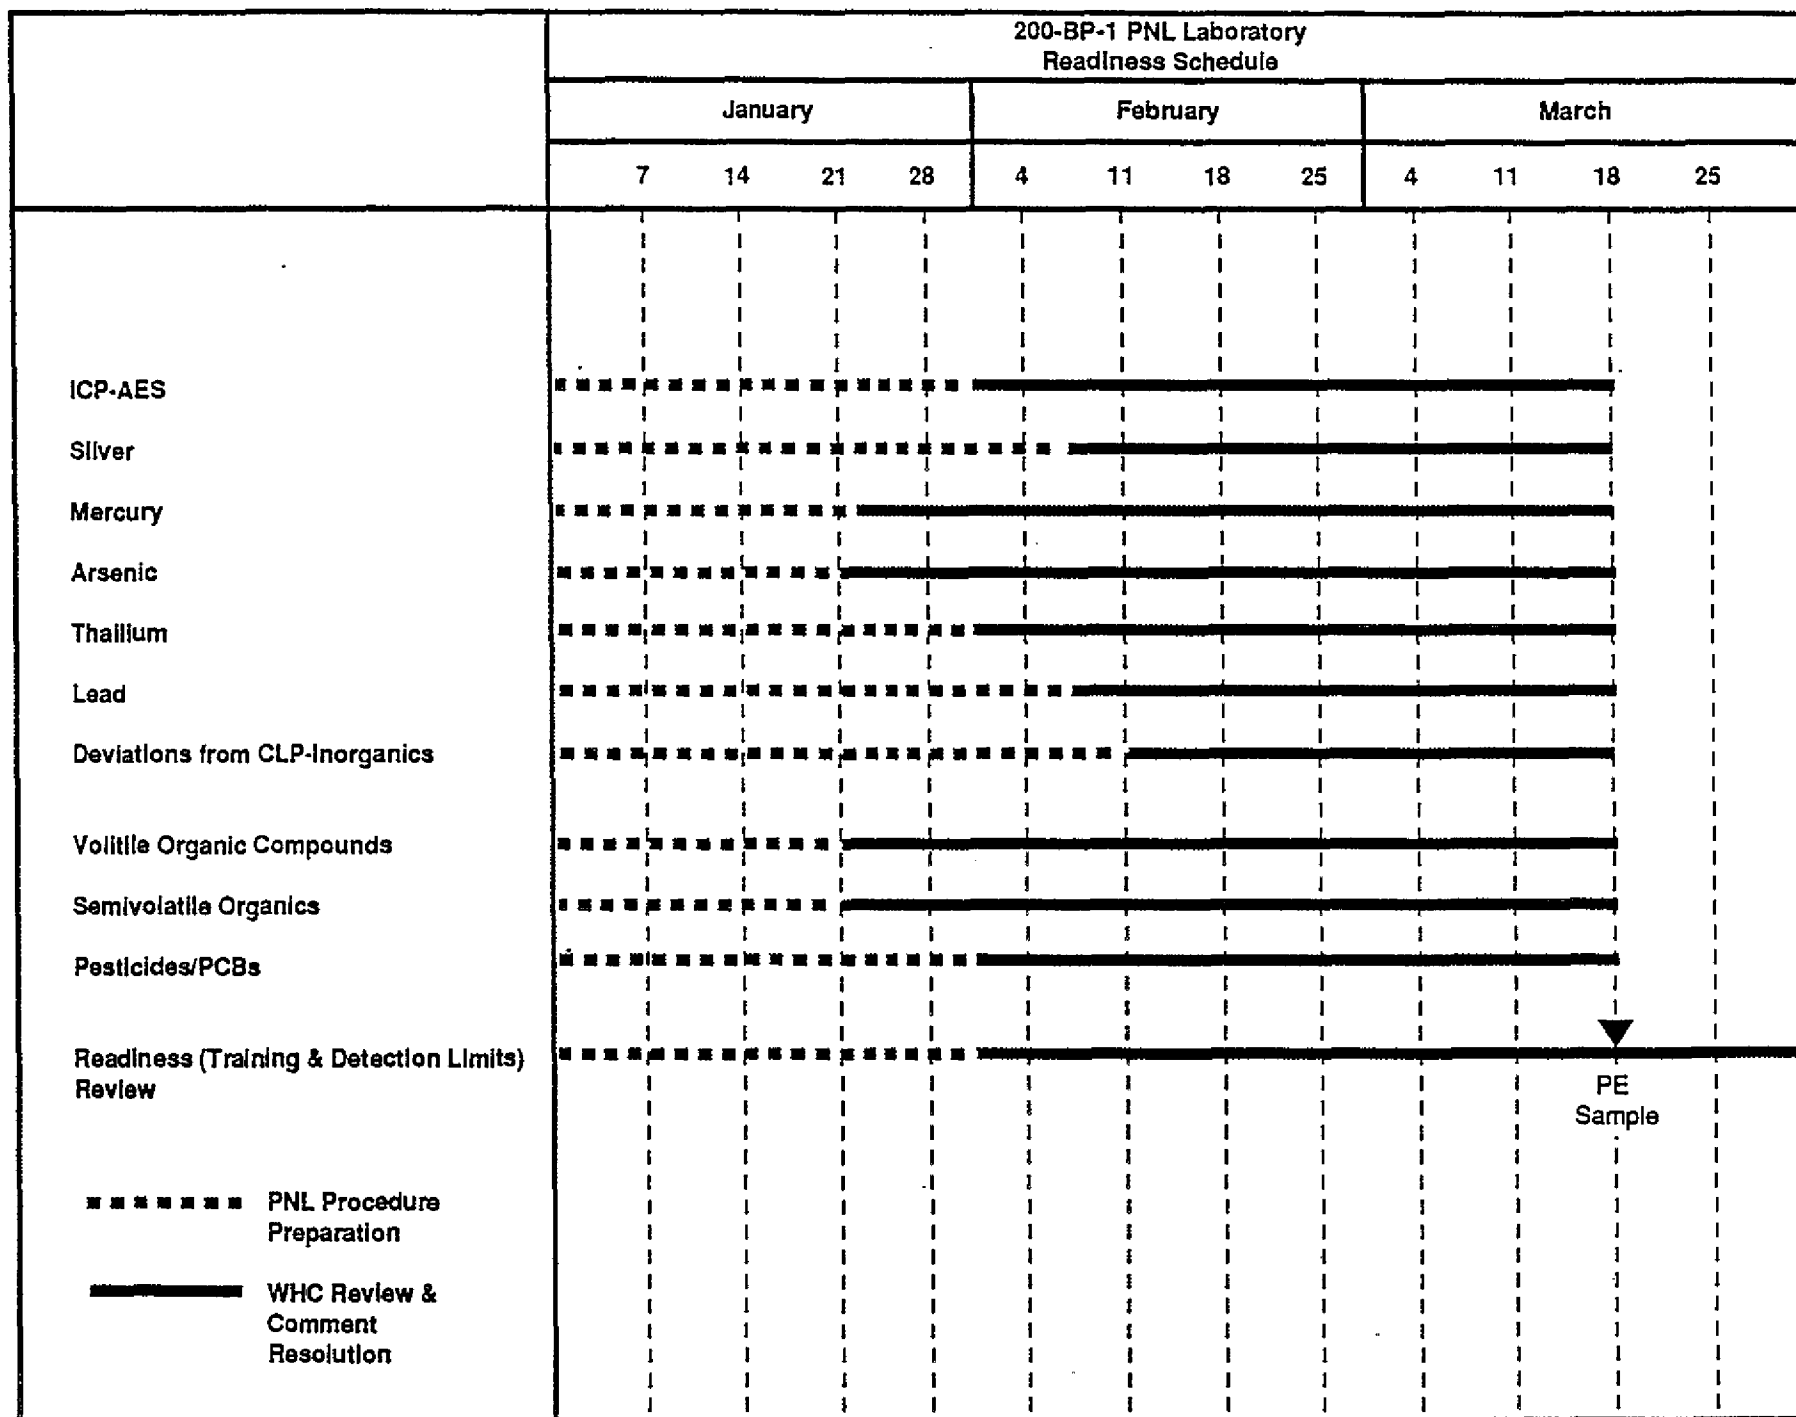 200-BP-1 PNL Laboratory
Readiness Schedule
January February March
7 14 21 28 4 11 18 25 4 11 18 25
ICP-AES
Silver
Mercury
Arsenic
Thallium
Lead
Deviations from CLP-Inorganics
Volitile Organic Compounds
Semivolatile Organics
Pesticides/PCBs
Readiness (Training & Detection Limits)
Review
PE
Sample
PNL Procedure
Preparation
WHC Review &
Comment
Resolution